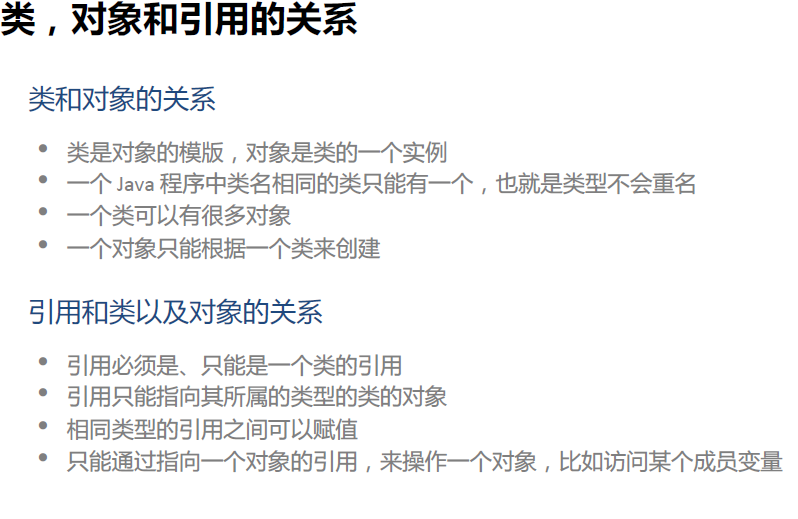 类，对象和引用的关系
类和对象的关系
• 类是对象的模版，对象是类的一个实例
• 一个 Java 程序中类名相同的类只能有一个，也就是类型不会重名
• 一个类可以有很多对象
• 一个对象只能根据一个类来创建
引用和类以及对象的关系
• 引用必须是、只能是一个类的引用
• 引用只能指向其所属的类型的类的对象
• 相同类型的引用之间可以赋值
• 只能通过指向一个对象的引用，来操作一个对象，比如访问某个成员变量